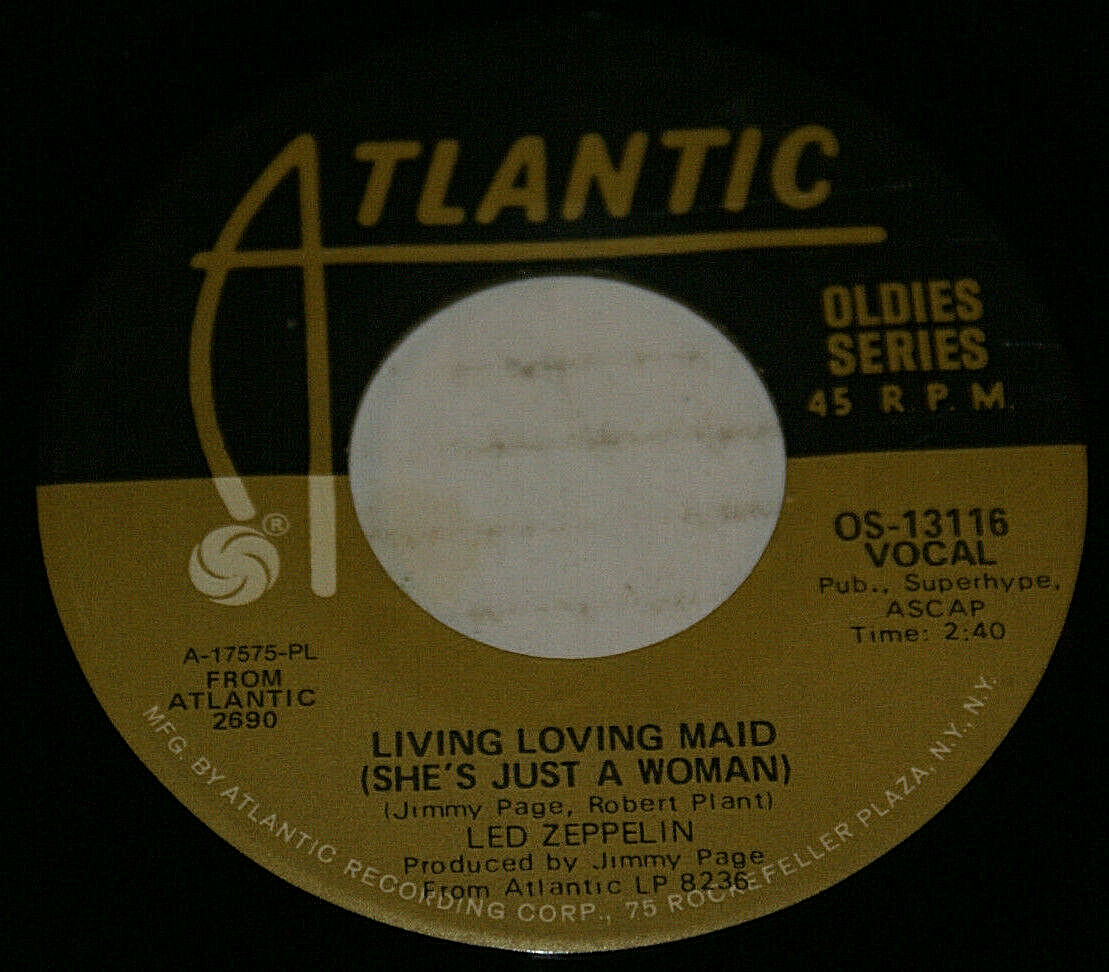 ATLANTIC
OLDIES
SERIES
45 R.P.M.
OS-13116
VOCAL
Pub., Superhype,
ASCAP
Time: 2:40
®
A-17575-PL
FROM
ATLANTIC
2690
LIVING LOVING MAID
(SHE'S JUST A WOMAN)
(Jimmy Page, Robert Plant)
LED ZEPPELIN
Produced by Jimmy Page
From Atlantic LP 8236
MFG. BY ATLANTIC RECORDING CORP., 75 ROCKEFELLER PLAZA, N.Y., N.Y.